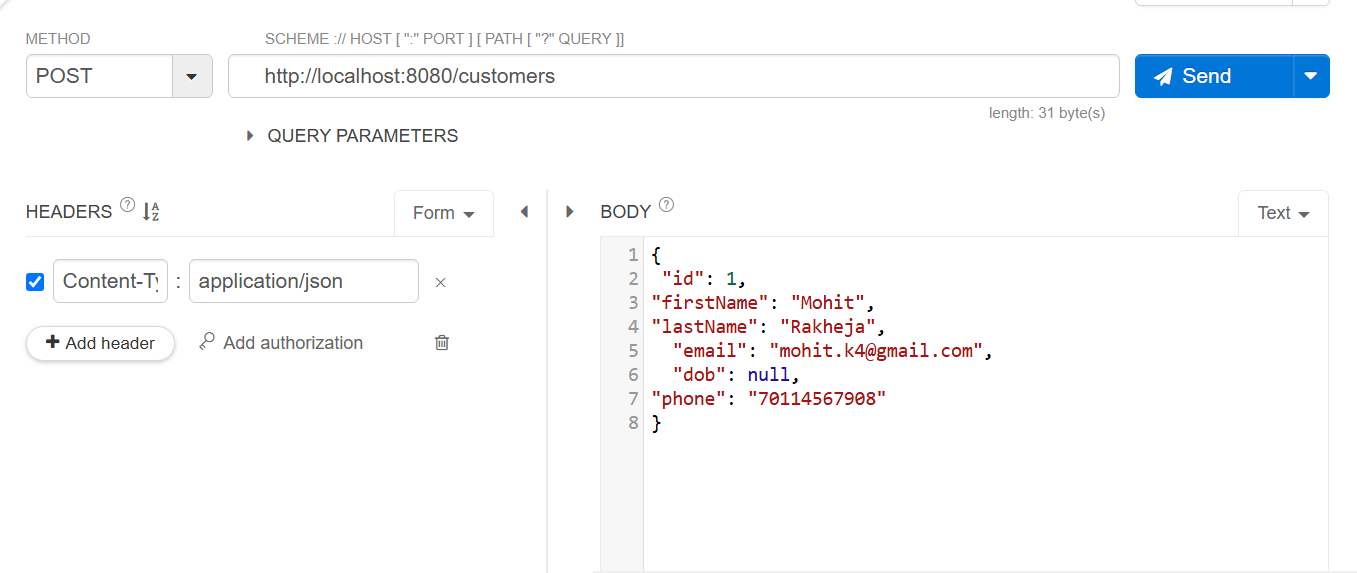 METHOD
SCHEME :// HOST [ ":" PORT ] [ PATH [ "?" QUERY ]]
POST
http://localhost:8080/customers
Send
length: 31 byte(s)
QUERY PARAMETERS
HEADERS ? A Z
Form
BODY ?
Text
Content-Ty : application/json ×
+ Add header
Add authorization
1 {
2 "id": 1,
3 "firstName": "Mohit",
4 "lastName": "Rakheja",
5 "email": "mohit.k4@gmail.com",
6 "dob": null,
7 "phone": "70114567908"
8 }